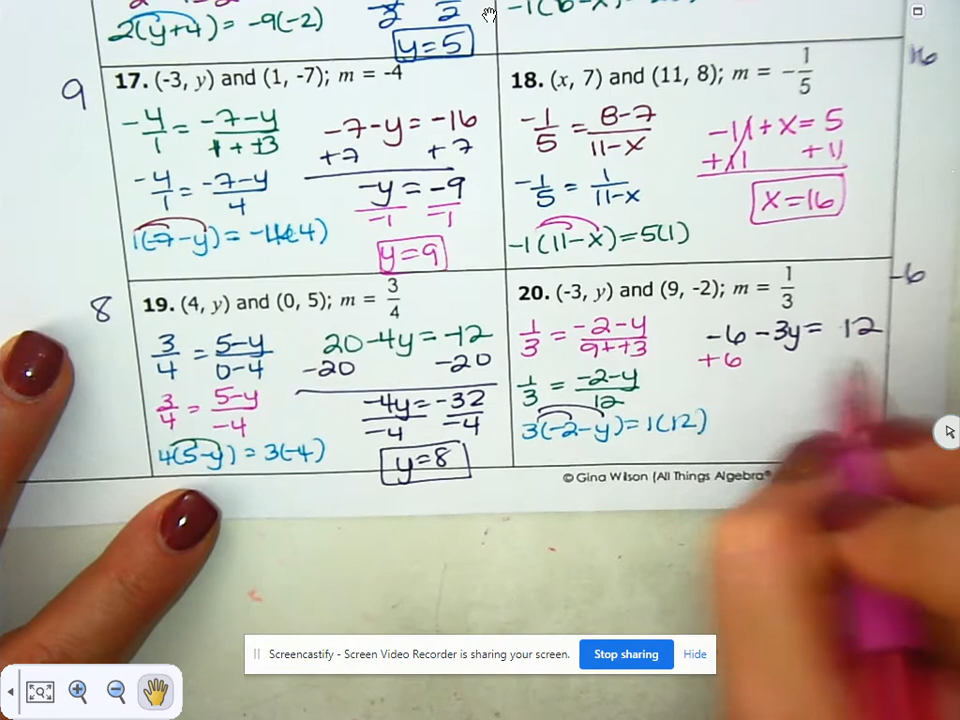 2(y+4) = -9(-2)
2 2
y=5
9
17. (-3, y) and (1, -7); m = -4
-4/1 = -7-y/1++3
-4/1 = -7-y/4
-7-y = -16
+7 +7
-y = -9
-1 -1
y=9
16
18. (x, 7) and (11, 8); m = -1/5
-1/5 = 8-7/11-x
-1/5 = 1/11-x
-1(11-x)=5(1)
-11+x=5
+11 +11
x=16
8
19. (4, y) and (0, 5); m = 3/4
3/4 = 5-y/0-4
3/4 = 5-y/-4
4(5-y)=3(-4)
20-4y=-12
-20 -20
-4y=-32
-4 -4
y=8
-6
20. (-3, y) and (9, -2); m = 1/3
1/3 = -2-y/9++3
1/3 = -2-y/12
3(-2-y)=1(12)
-6-3y= 12
+6
© Gina Wilson (All Things Algebra®
Screencastify - Screen Video Recorder is sharing your screen.
Stop sharing
Hide